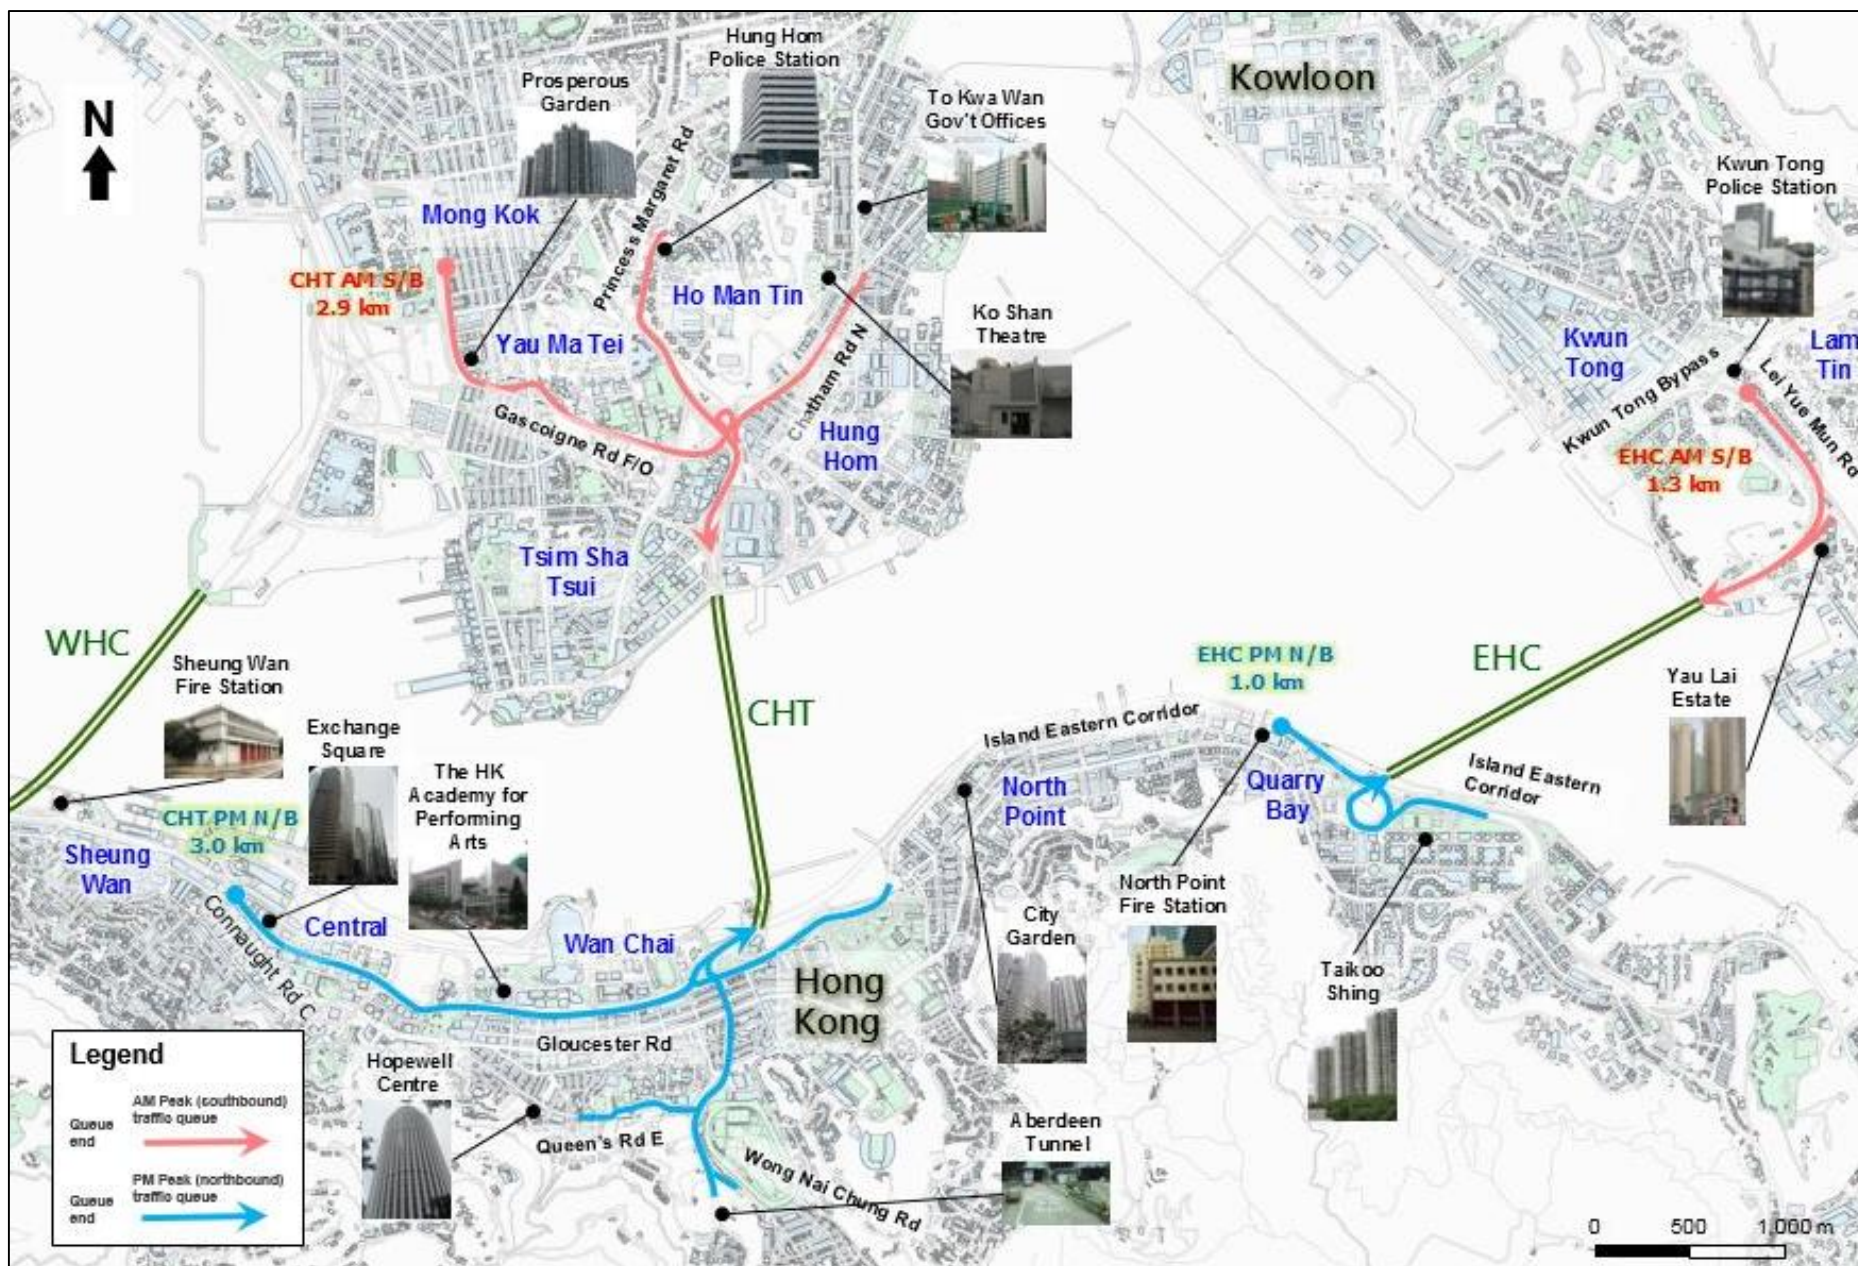 N
Prosperous
Garden
Hung Hom
Police Station
To Kwa Wan
Gov't Offices
Kowloon
Kwun Tong
Police Station
Mong Kok
Princess Margaret Rd
CHT AM S/B
2.9 km
Ho Man Tin
Yau Ma Tei
Ko Shan
Theatre
Kwun
Tong
Lam
Tin
Kwun Tong Bypass
Lei Yue Mun Rd
Chatham Rd N
Gascoigne Rd F/O
Hung
Hom
EHC AM S/B
1.3 km
Tsim Sha
Tsui
WHC
CHT
EHC
Sheung Wan
Fire Station
Exchange
Square
The HK
Academy for
Performing
Arts
EHC PM N/B
1.0 km
Yau Lai
Estate
Island Eastern Corridor
North
Point
Quarry
Bay
Island Eastern
Corridor
CHT PM N/B
3.0 km
Sheung
Wan
Connaught Rd C
Central
Wan Chai
City
Garden
North Point
Fire Station
Hong
Kong
Taikoo
Shing
Gloucester Rd
Hopewell
Centre
Queen's Rd E
Wong Nai Chung Rd
Aberdeen
Tunnel
Legend
AM Peak (southbound)
traffic queue
Queue
end
PM Peak (northbound)
traffic queue
Queue
end
0 500 1,000 m